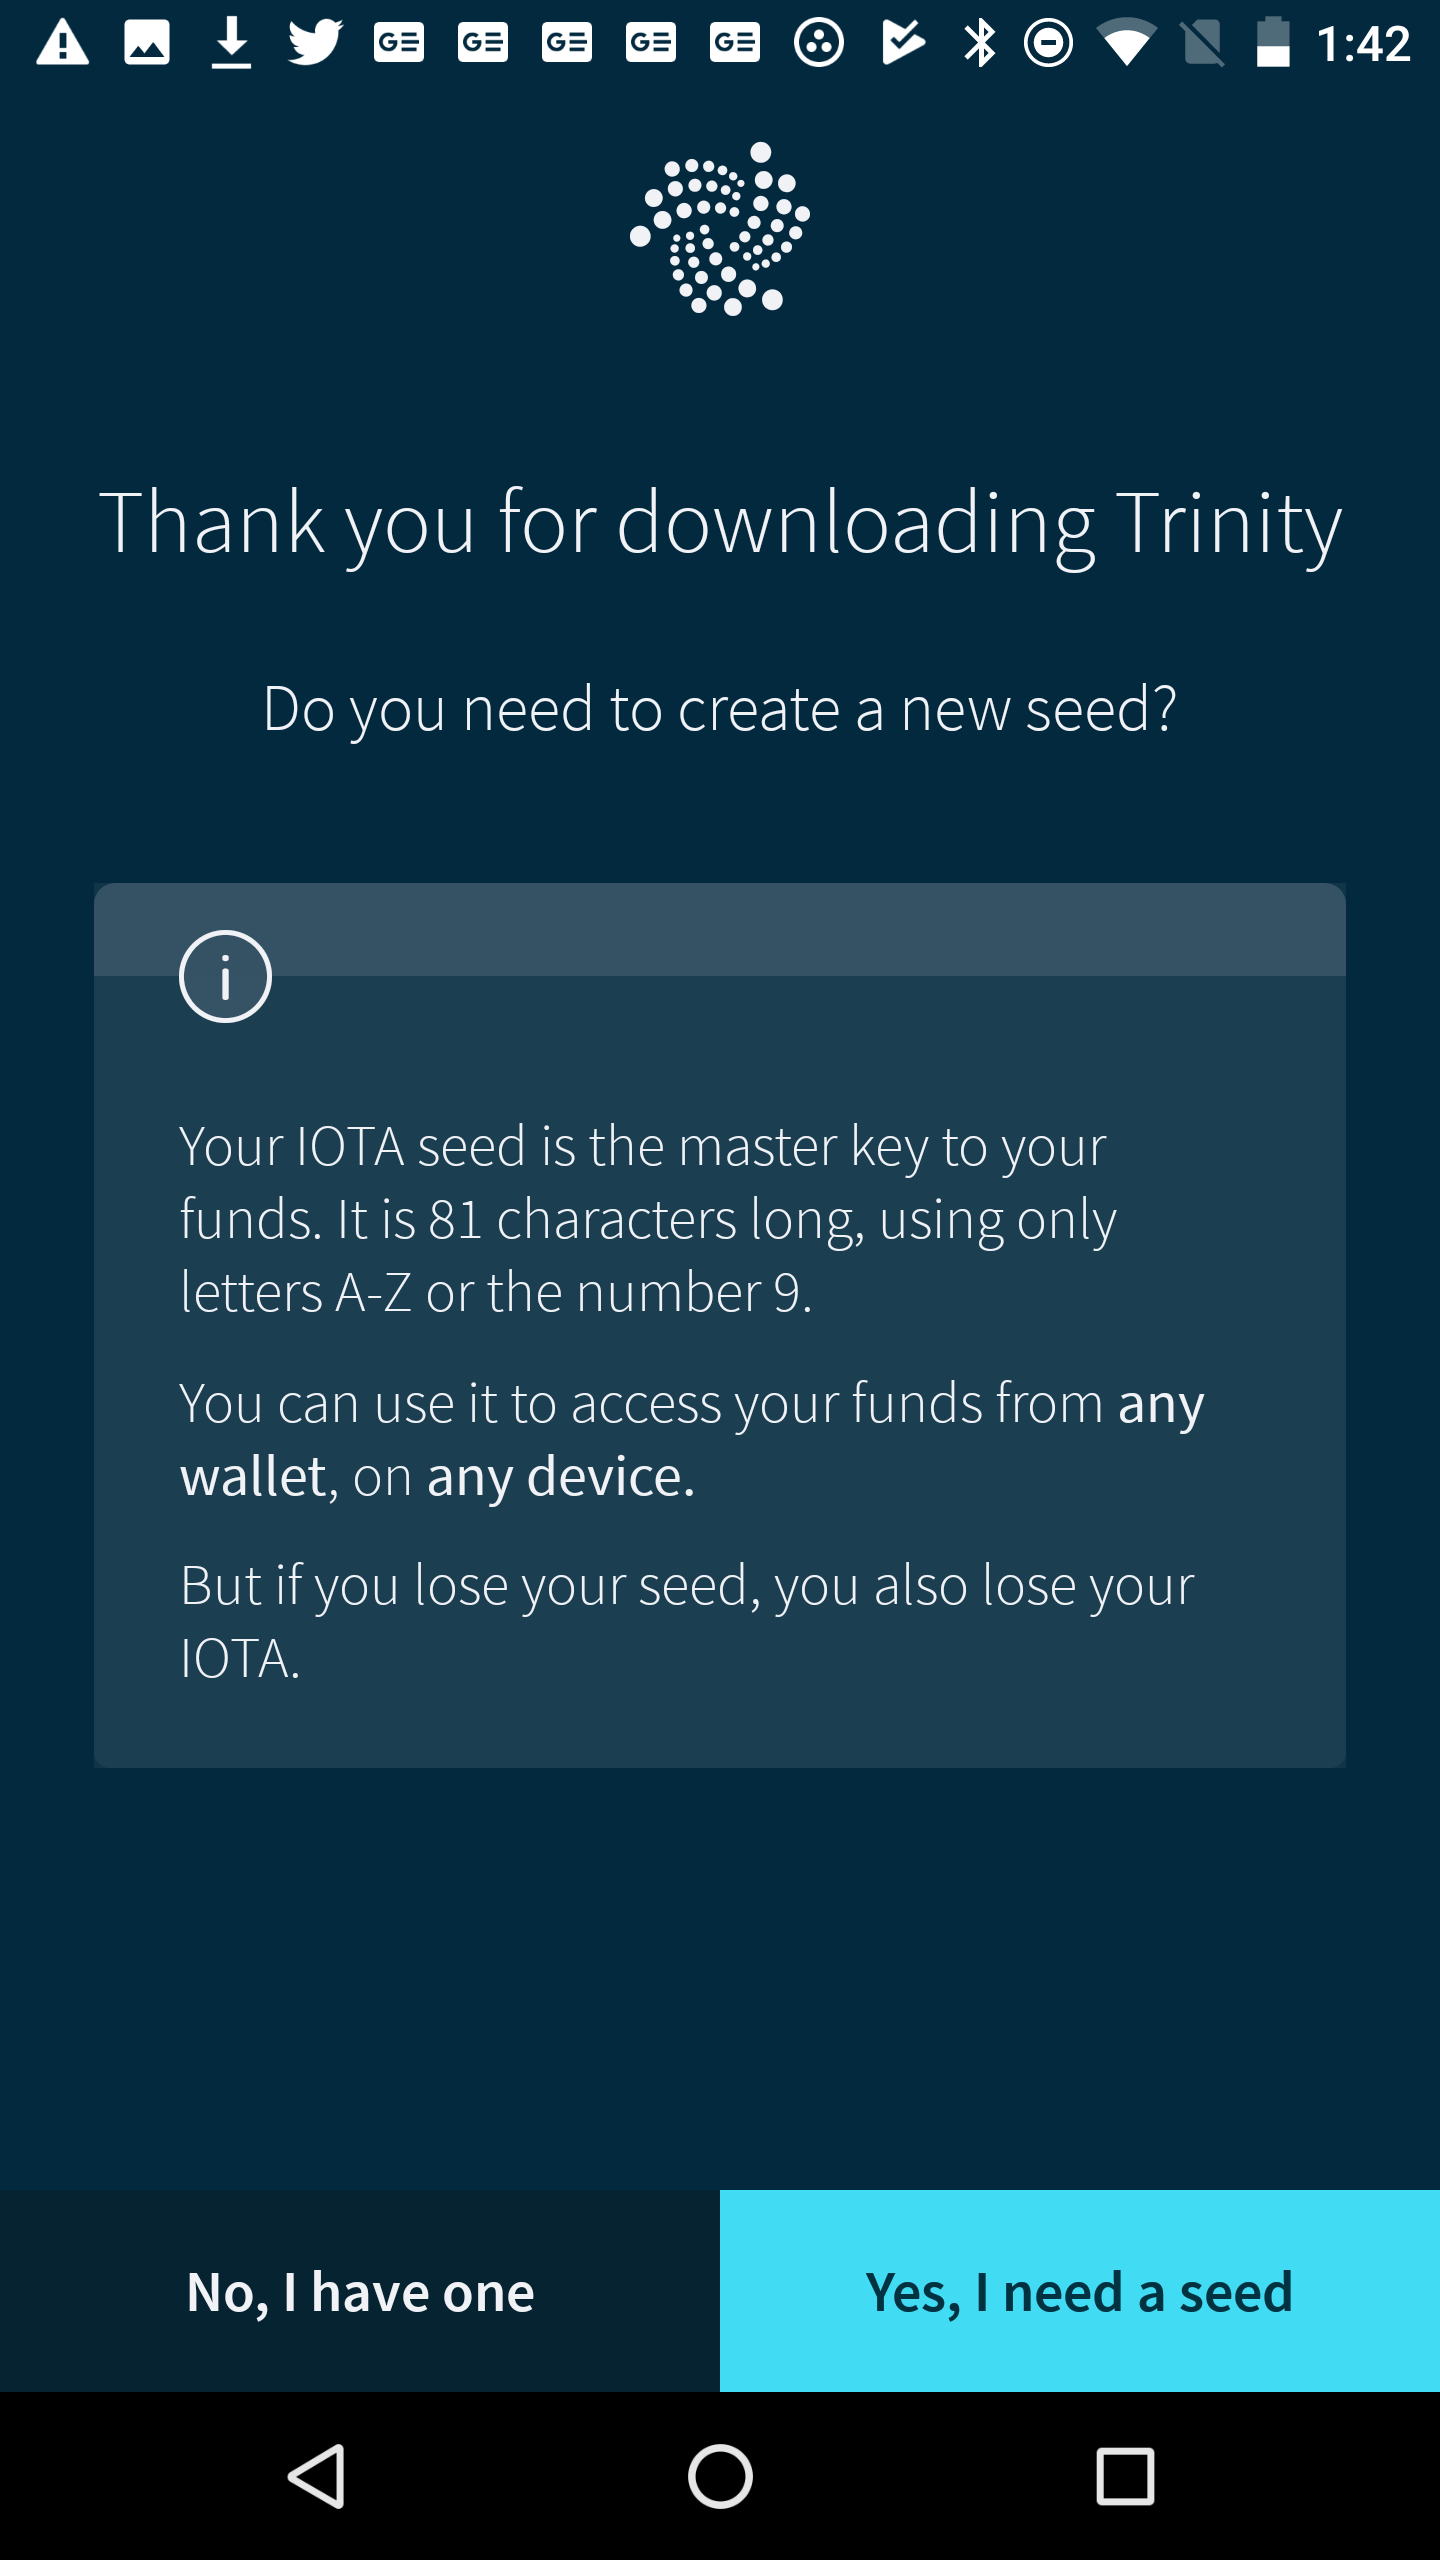 1:42
Thank you for downloading Trinity
Do you need to create a new seed?
Your IOTA seed is the master key to your
funds. It is 81 characters long, using only
letters A-Z or the number 9.
You can use it to access your funds from any
wallet, on any device.
But if you lose your seed, you also lose your
IOTA.
No, I have one
Yes, I need a seed